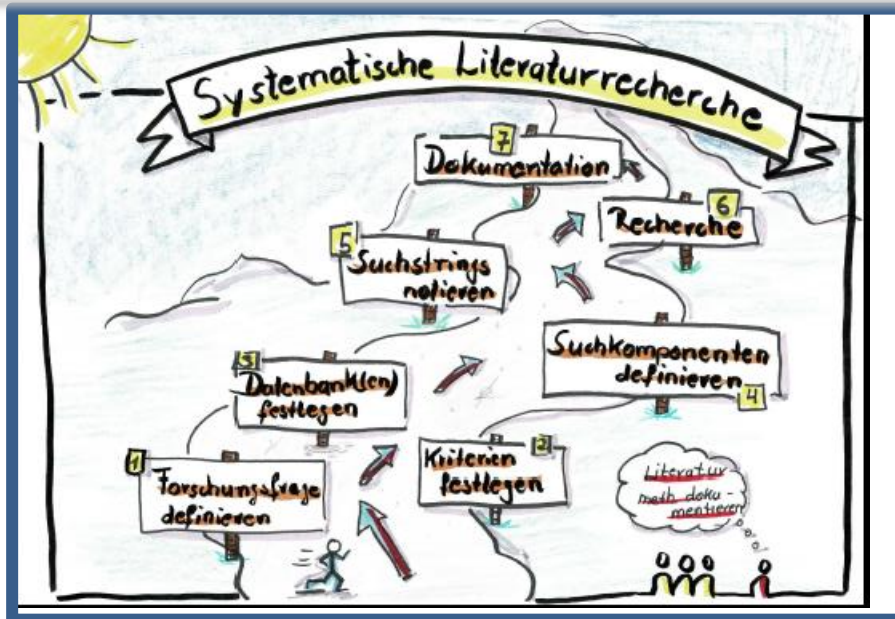 Systematische Literaturrecherche
7
Dokumentation
6
Recherche
5
Suchstrings
notieren
3
Datenbank(en)
festlegen
Suchkomponenten
definieren
4
1
Forschungsfrage
definieren
2
Kriterien
festlegen
Literatur
meth doku-
mentieren